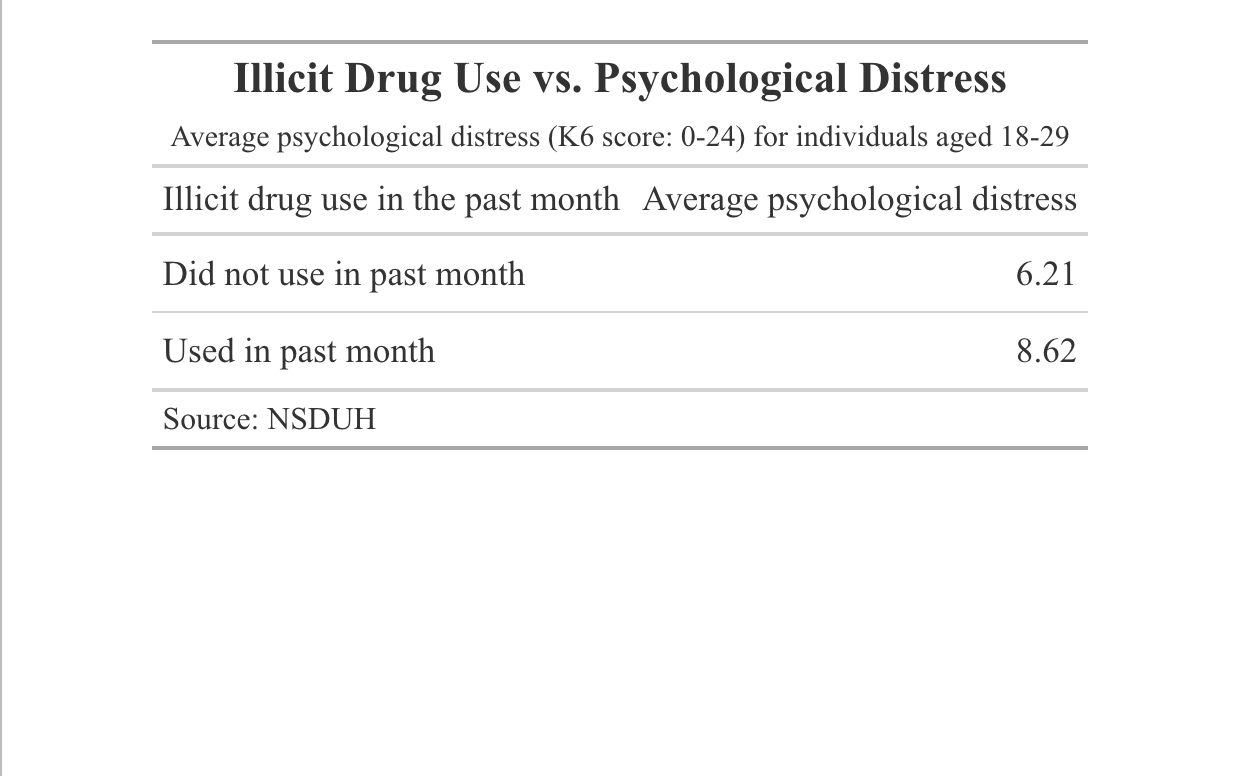 Illicit Drug Use vs. Psychological Distress
Average psychological distress (K6 score: 0-24) for individuals aged 18-29
Illicit drug use in the past month Average psychological distress
Did not use in past month 6.21
Used in past month 8.62
Source: NSDUH